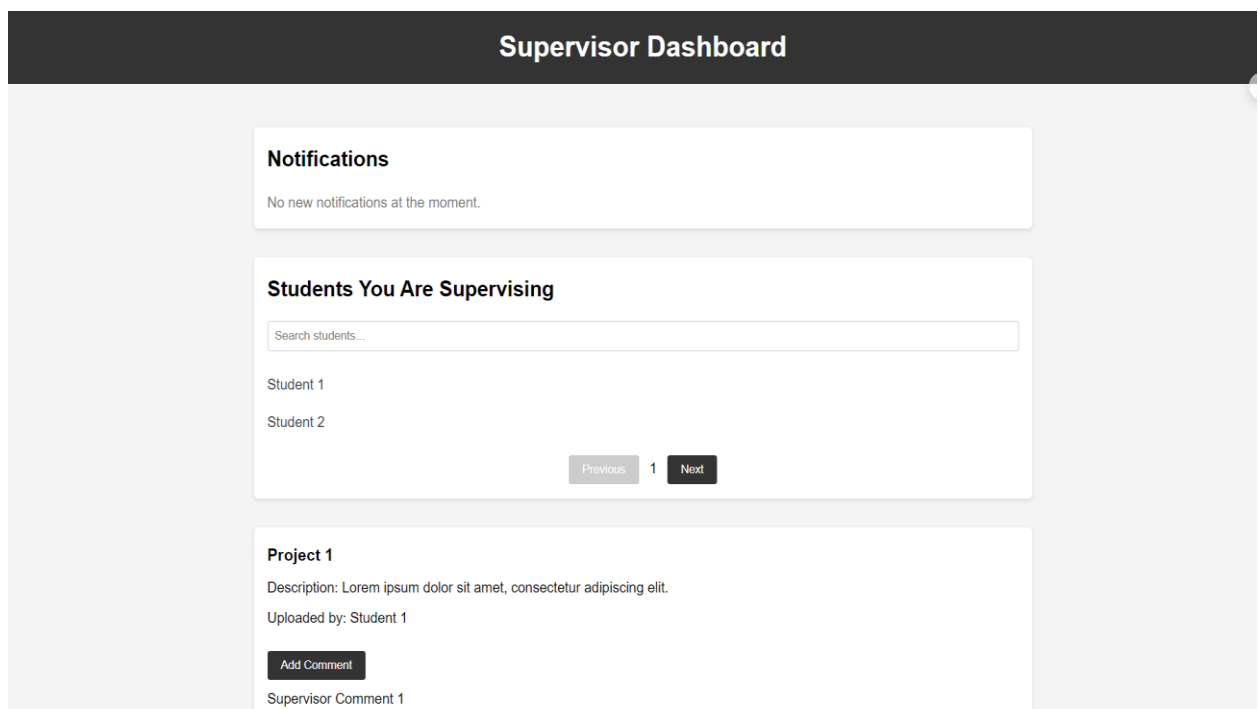 Supervisor Dashboard
Notifications
No new notifications at the moment.
Students You Are Supervising
Search students...
Student 1
Student 2
Previous 1 Next
Project 1
Description: Lorem ipsum dolor sit amet, consectetur adipiscing elit.
Uploaded by: Student 1
Add Comment
Supervisor Comment 1